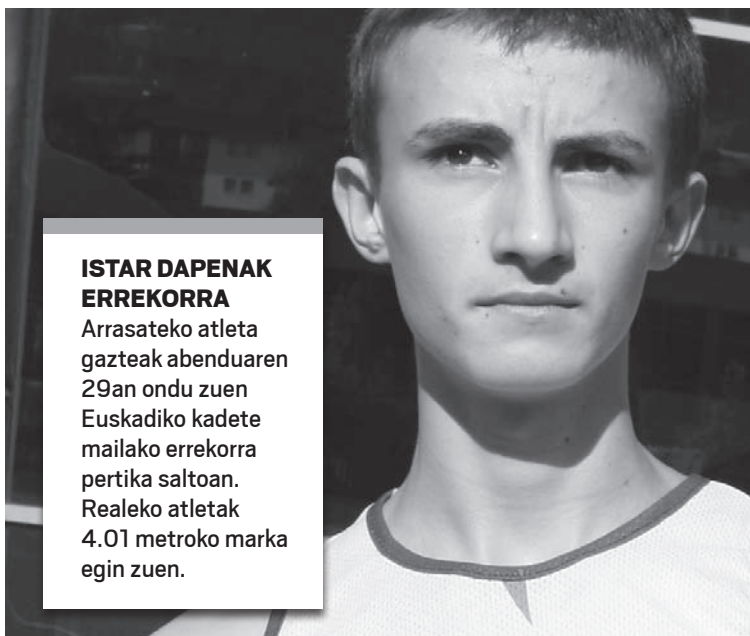 ISTAR DAPENAK
ERREKORRA
Arrasateko atleta
gazteak abenduaren
29an ondu zuen
Euskadiko kadete
mailako errekorra
pertika saltoan.
Realeko atletak
4.01 metroko marka
egin zuen.